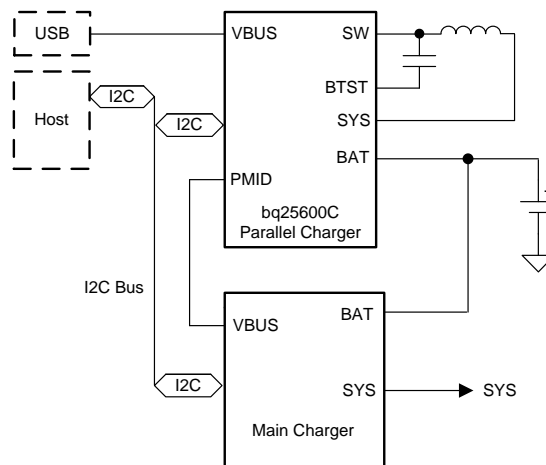 USB
VBUS
SW
I2C
Host
I2C
BTST
SYS
BAT
PMID
bq25600C
Parallel Charger
I2C Bus
VBUS
BAT
I2C
SYS
SYS
Main Charger